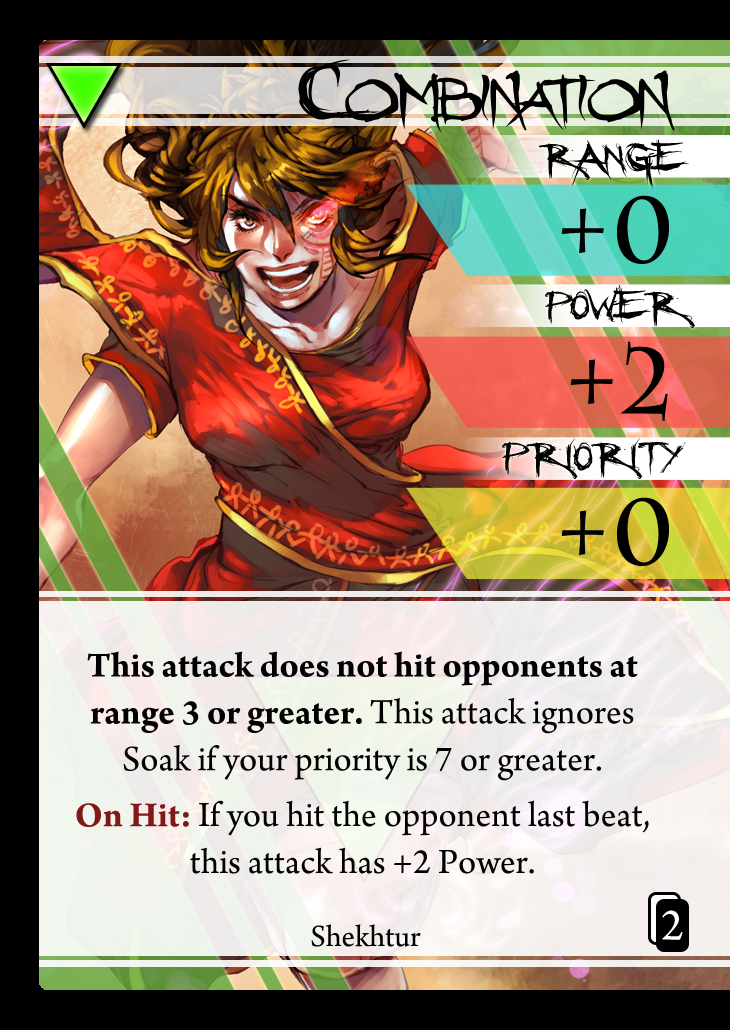 Combination
Range
+0
Power
+2
Priority
+0
This attack does not hit opponents at
range 3 or greater. This attack ignores
Soak if your priority is 7 or greater.
On Hit: If you hit the opponent last beat,
this attack has +2 Power.
Shekhtur
2